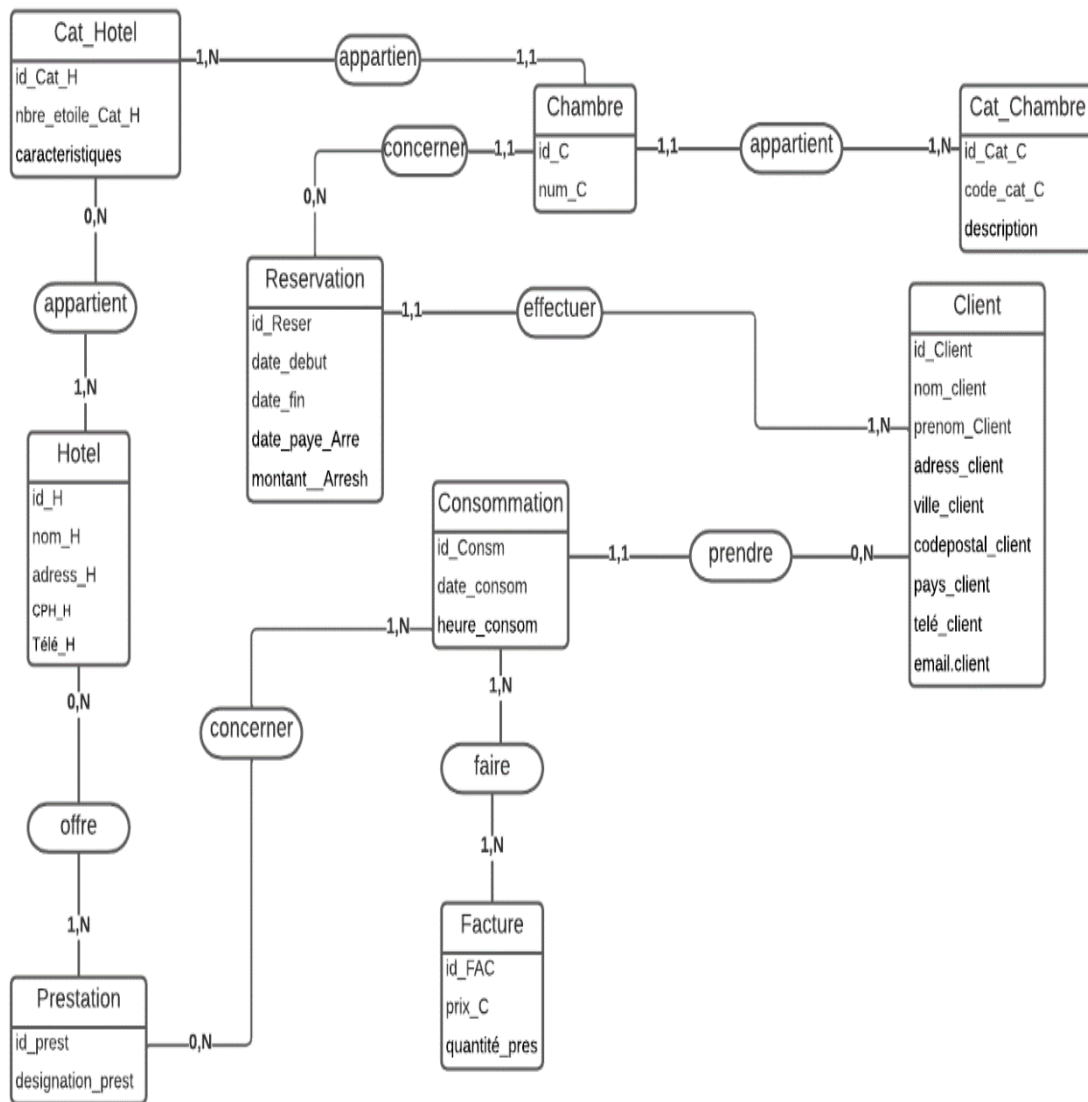 Cat_Hotel
id_Cat_H
nbre_etoile_Cat_H
caracteristiques
1,N
appartien
1,1
Chambre
id_C
num_C
1,1
appartient
1,N
Cat_Chambre
id_Cat_C
code_cat_C
description
concerner
1,1
0,N
0,N
appartient
1,N
Reservation
id_Reser
date_debut
date_fin
date_paye_Arre
montant__Arresh
1,1
effectuer
1,N
Client
id_Client
nom_client
prenom_Client
adress_client
ville_client
codepostal_client
pays_client
telé_client
email.client
Hotel
id_H
nom_H
adress_H
CPH_H
Télé_H
Consommation
id_Consm
date_consom
heure_consom
1,1
prendre
0,N
1,N
concerner
0,N
1,N
faire
1,N
0,N
offre
1,N
Prestation
id_prest
designation_prest
Facture
id_FAC
prix_C
quantité_pres